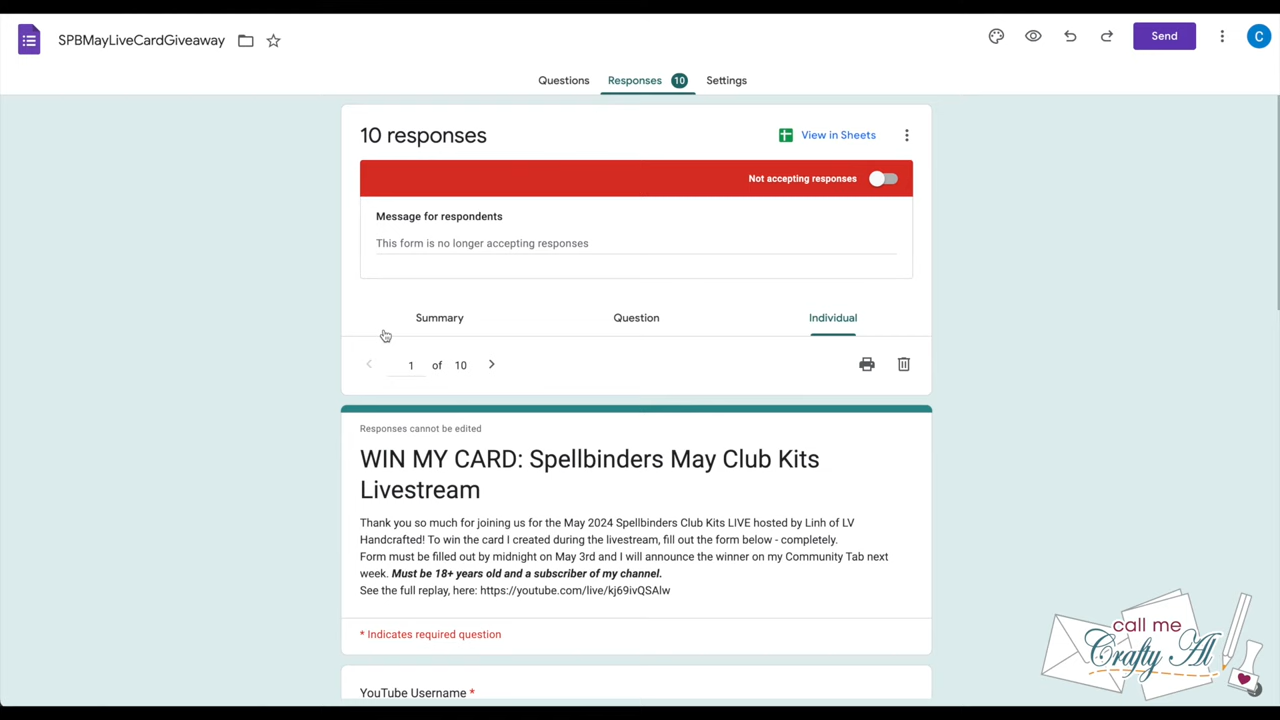 SPBMayLiveCardGiveaway
Send
C
Questions
Responses 10
Settings
10 responses
View in Sheets
Not accepting responses
Message for respondents
This form is no longer accepting responses
Summary
Question
Individual
1 of 10
Responses cannot be edited
WIN MY CARD: Spellbinders May Club Kits
Livestream
Thank you so much for joining us for the May 2024 Spellbinders Club Kits LIVE hosted by Linh of LV
Handcrafted! To win the card I created during the livestream, fill out the form below - completely.
Form must be filled out by midnight on May 3rd and I will announce the winner on my Community Tab next
week. Must be 18+ years old and a subscriber of my channel.
See the full replay, here: https://youtube.com/live/kj69ivQSAlw
* Indicates required question
YouTube Username *
call me
Crafty Al